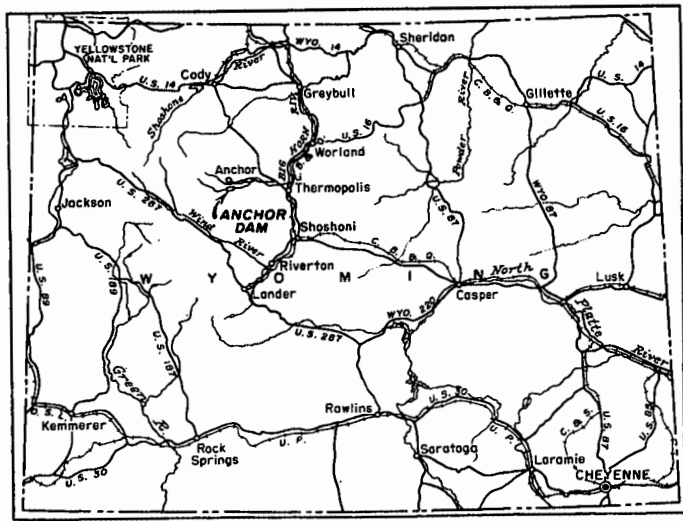 YELLOWSTONE
NAT'L PARK
WYO. 14
Sheridan
River
Cody
U.S. 14
Shoshone
Greybull
River
C. B. & Q.
Gillette
U. S. 14
U.S. 16
BIG HORN
RIV.
C. B. & Q.
Worland
U.S. 16
Powder River
Anchor
Thermopolis
Jackson
U.S. 287
Wind River
ANCHOR
DAM
Shoshoni
U.S. 87
WYO. 87
C. B. & Q.
W Y O M I N G
Riverton
Lander
North Platte River
Casper
Lusk
U.S. 89
U.S. 189
U.S. 187
WYO. 220
U.S. 287
Green R.
O. S. L.
Kemmerer
Rawlins
U.S. 30
U. P.
C. & S.
U.S. 87
U.S. 85
Rock
Springs
U. P.
Saratoga
Laramie
U.S. 30
CHEYENNE